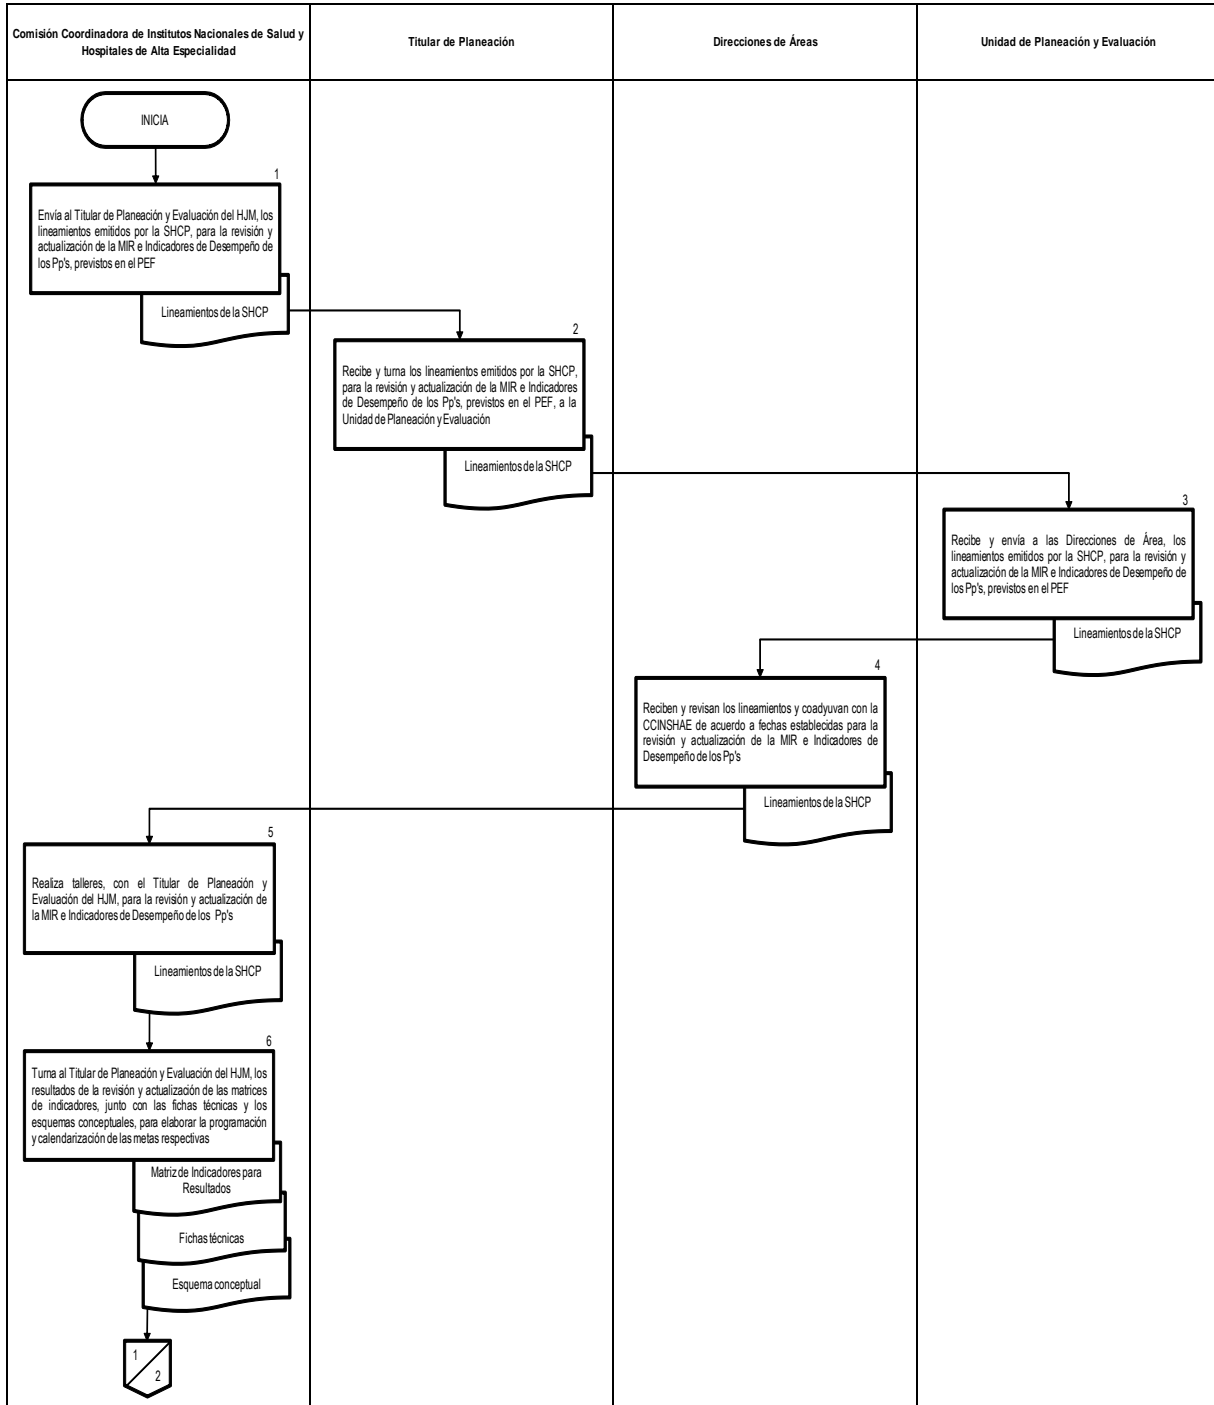 Comisión Coordinadora de Institutos Nacionales de Salud y
Hospitales de Alta Especialidad
Titular de Planeación
Direcciones de Áreas
Unidad de Planeación y Evaluación
INICIA
1
Envía al Titular de Planeación y Evaluación del HJM, los
lineamientos emitidos por la SHCP, para la revisión y
actualización de la MIR e Indicadores de Desempeño de
los Pp's, previstos en el PEF
Lineamientos de la SHCP
2
Recibe y turna los lineamientos emitidos por la SHCP,
para la revisión y actualización de la MIR e Indicadores
de Desempeño de los Pp's, previstos en el PEF, a la
Unidad de Planeación y Evaluación
Lineamientos de la SHCP
3
Recibe y envía a las Direcciones de Área, los
lineamientos emitidos por la SHCP, para la revisión y
actualización de la MIR e Indicadores de Desempeño de
los Pp's, previstos en el PEF
Lineamientos de la SHCP
4
Reciben y revisan los lineamientos y coadyuvan con la
CCINSHAE de acuerdo a fechas establecidas para la
revisión y actualización de la MIR e Indicadores de
Desempeño de los Pp's
Lineamientos de la SHCP
5
Realiza talleres, con el Titular de Planeación y
Evaluación del HJM, para la revisión y actualización de
la MIR e Indicadores de Desempeño de los Pp's
Lineamientos de la SHCP
6
Turna al Titular de Planeación y Evaluación del HJM, los
resultados de la revisión y actualización de las matrices
de indicadores, junto con las fichas técnicas y los
esquemas conceptuales, para elaborar la programación
y calendarización de las metas respectivas
Matriz de Indicadores para
Resultados
Fichas técnicas
Esquema conceptual
1
2